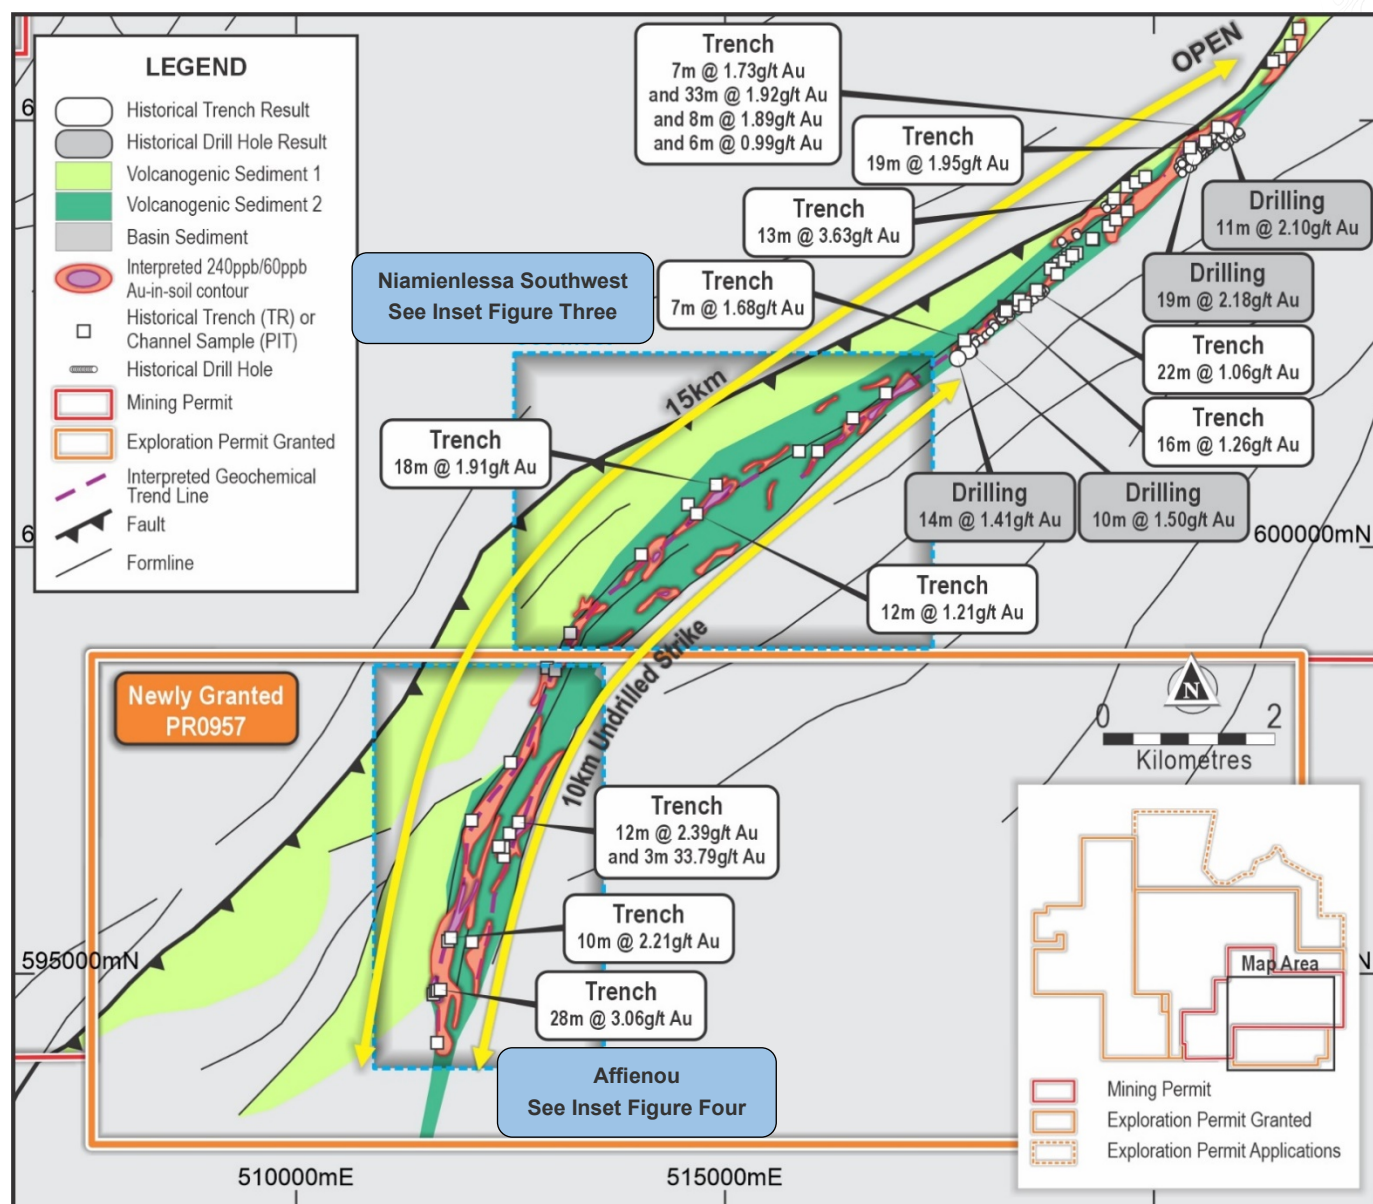 LEGEND
Historical Trench Result
Historical Drill Hole Result
Volcanogenic Sediment 1
Volcanogenic Sediment 2
Basin Sediment
Interpreted 240ppb/60ppb
Au-in-soil contour
Historical Trench (TR) or
Channel Sample (PIT)
Historical Drill Hole
Mining Permit
Exploration Permit Granted
Interpreted Geochemical
Trend Line
Fault
Formline
Trench
7m @ 1.73g/t Au
and 33m @ 1.92g/t Au
and 8m @ 1.89g/t Au
and 6m @ 0.99g/t Au
OPEN
Trench
19m @ 1.95g/t Au
Trench
13m @ 3.63g/t Au
Drilling
11m @ 2.10g/t Au
Niamienlessa Southwest
See Inset Figure Three
Trench
7m @ 1.68g/t Au
Drilling
19m @ 2.18g/t Au
Trench
22m @ 1.06g/t Au
15km
Trench
16m @ 1.26g/t Au
Trench
18m @ 1.91g/t Au
Drilling
14m @ 1.41g/t Au
Drilling
10m @ 1.50g/t Au
6
6
600000mN
N
Trench
12m @ 1.21g/t Au
10km Undrilled Strike
Newly Granted
PR0957
N
0 2
Kilometres
Trench
12m @ 2.39g/t Au
and 3m 33.79g/t Au
Trench
10m @ 2.21g/t Au
595000mN
N
Trench
28m @ 3.06g/t Au
Map Area
Affienou
See Inset Figure Four
Mining Permit
Exploration Permit Granted
Exploration Permit Applications
510000mE
515000mE